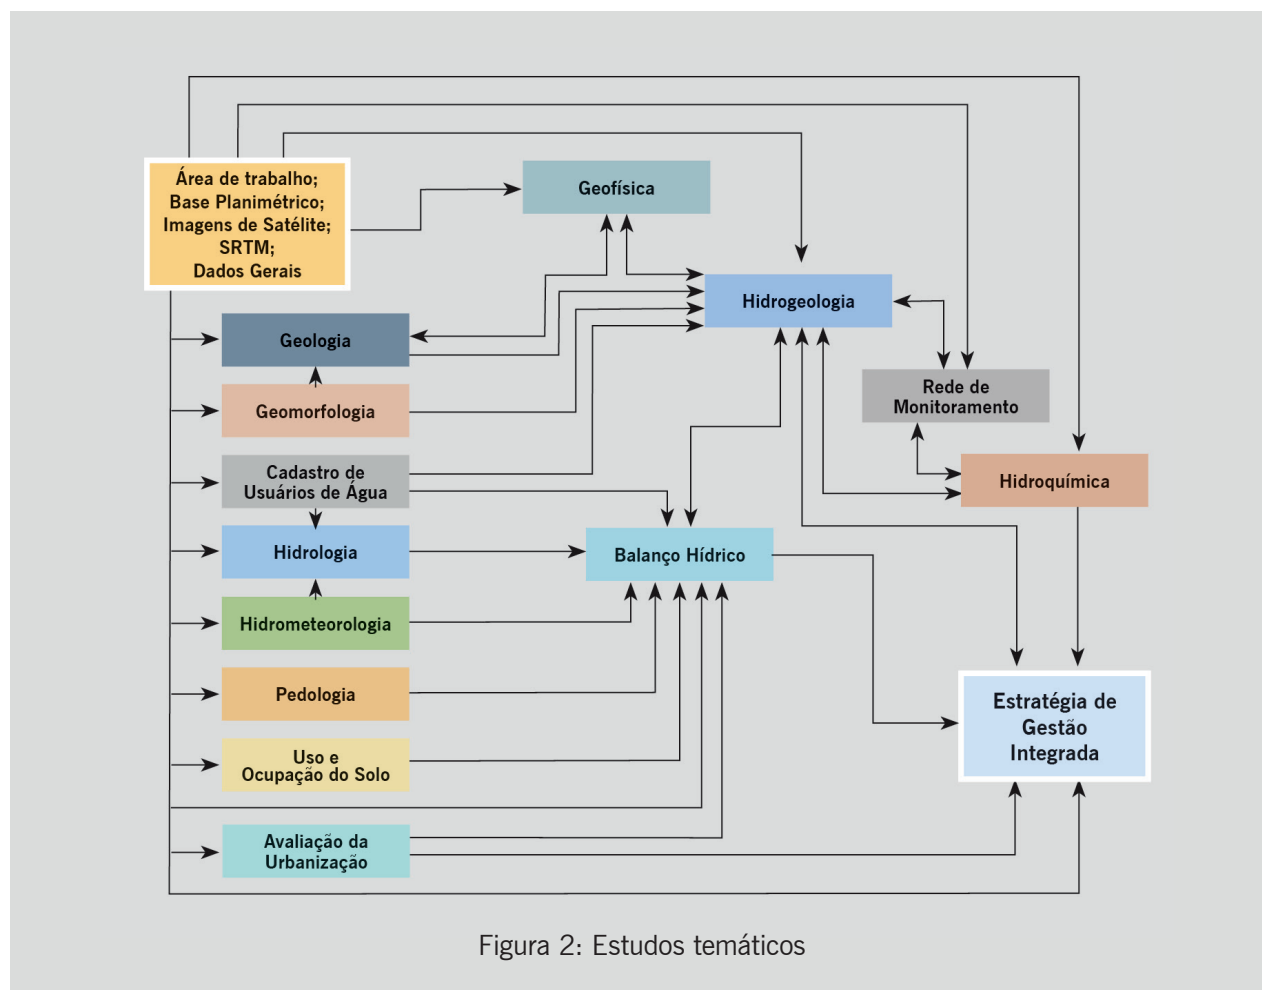 Área de trabalho;
Base Planimétrico;
Imagens de Satélite;
SRTM;
Dados Gerais
Geofísica
Hidrogeologia
Geologia
Geomorfologia
Rede de
Monitoramento
Cadastro de
Usuários de Água
Hidroquímica
Hidrologia
Balanço Hídrico
Hidrometeorologia
Pedologia
Estratégia de
Gestão
Integrada
Uso e
Ocupação do Solo
Avaliação da
Urbanização
Figura 2: Estudos temáticos